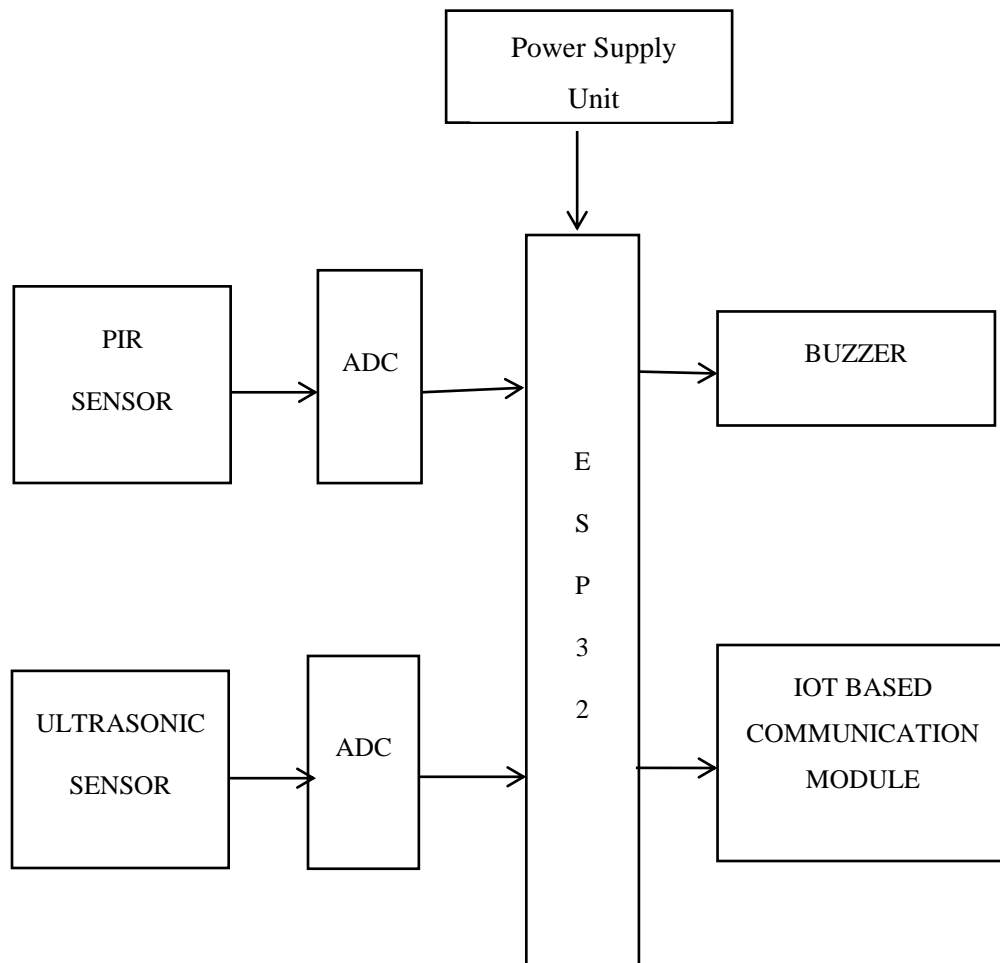 Power Supply
Unit
PIR
SENSOR
ADC
BUZZER
E
S
P
3
2
ULTRASONIC
SENSOR
ADC
IOT BASED
COMMUNICATION
MODULE